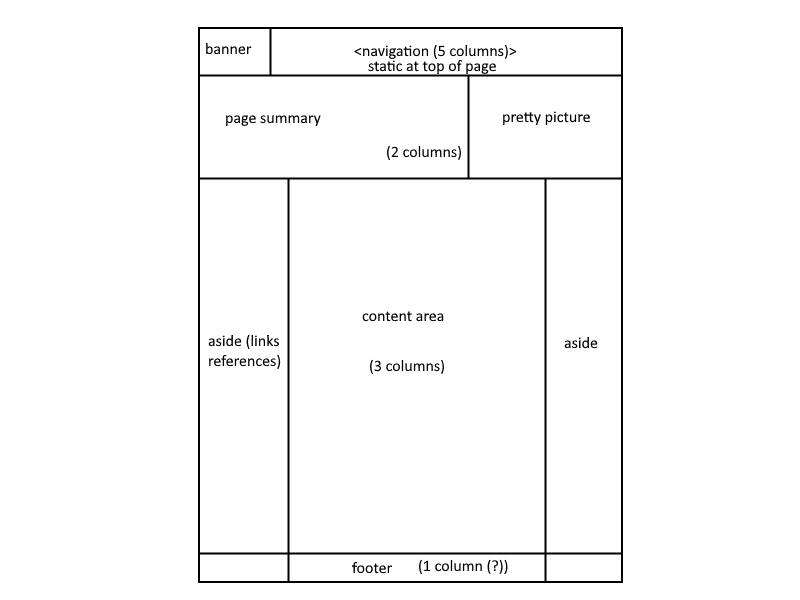 banner
<navigation (5 columns)>
static at top of page
page summary
pretty picture
(2 columns)
content area
aside (links
references)
aside
(3 columns)
footer
(1 column (?))